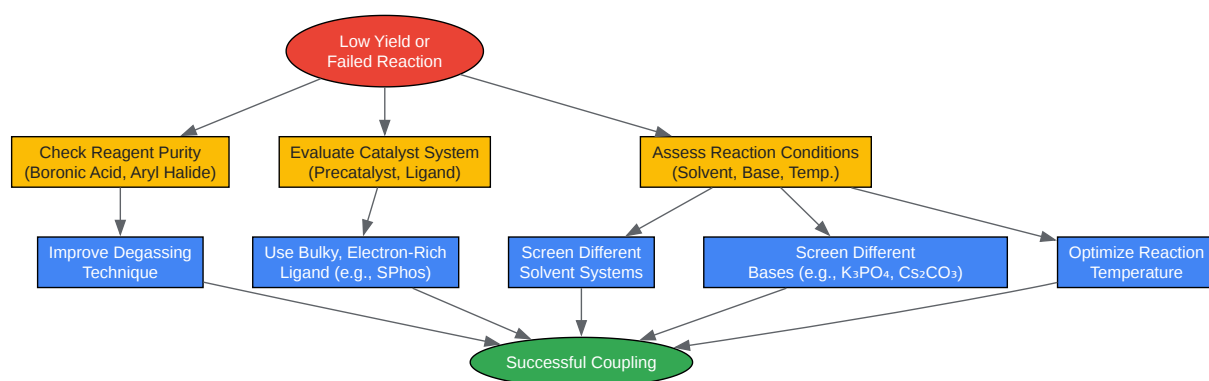 Low Yield or
Failed Reaction
Check Reagent Purity
(Boronic Acid, Aryl Halide)
Evaluate Catalyst System
(Precatalyst, Ligand)
Assess Reaction Conditions
(Solvent, Base, Temp.)
Improve Degassing
Technique
Use Bulky, Electron-Rich
Ligand (e.g., SPhos)
Screen Different
Solvent Systems
Screen Different
Bases (e.g., K₃PO₄, Cs₂CO₃)
Optimize Reaction
Temperature
Successful Coupling